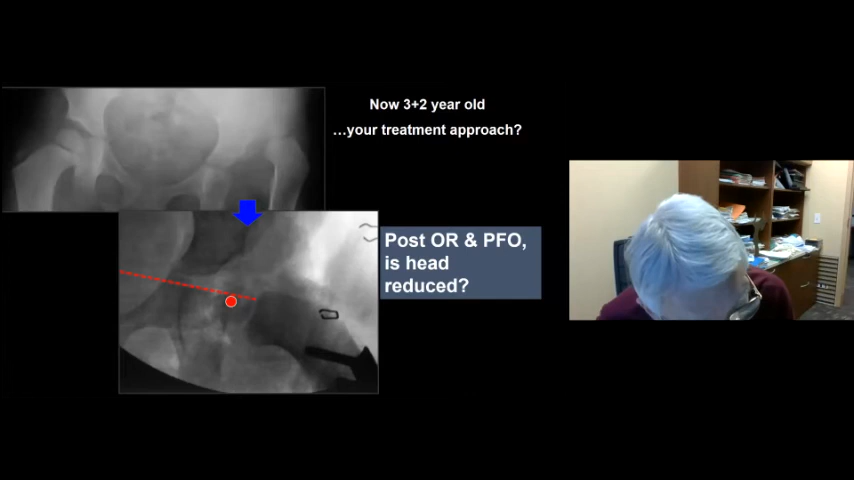 Now 3+2 year old
...your treatment approach?
Post OR & PFO,
is head
reduced?